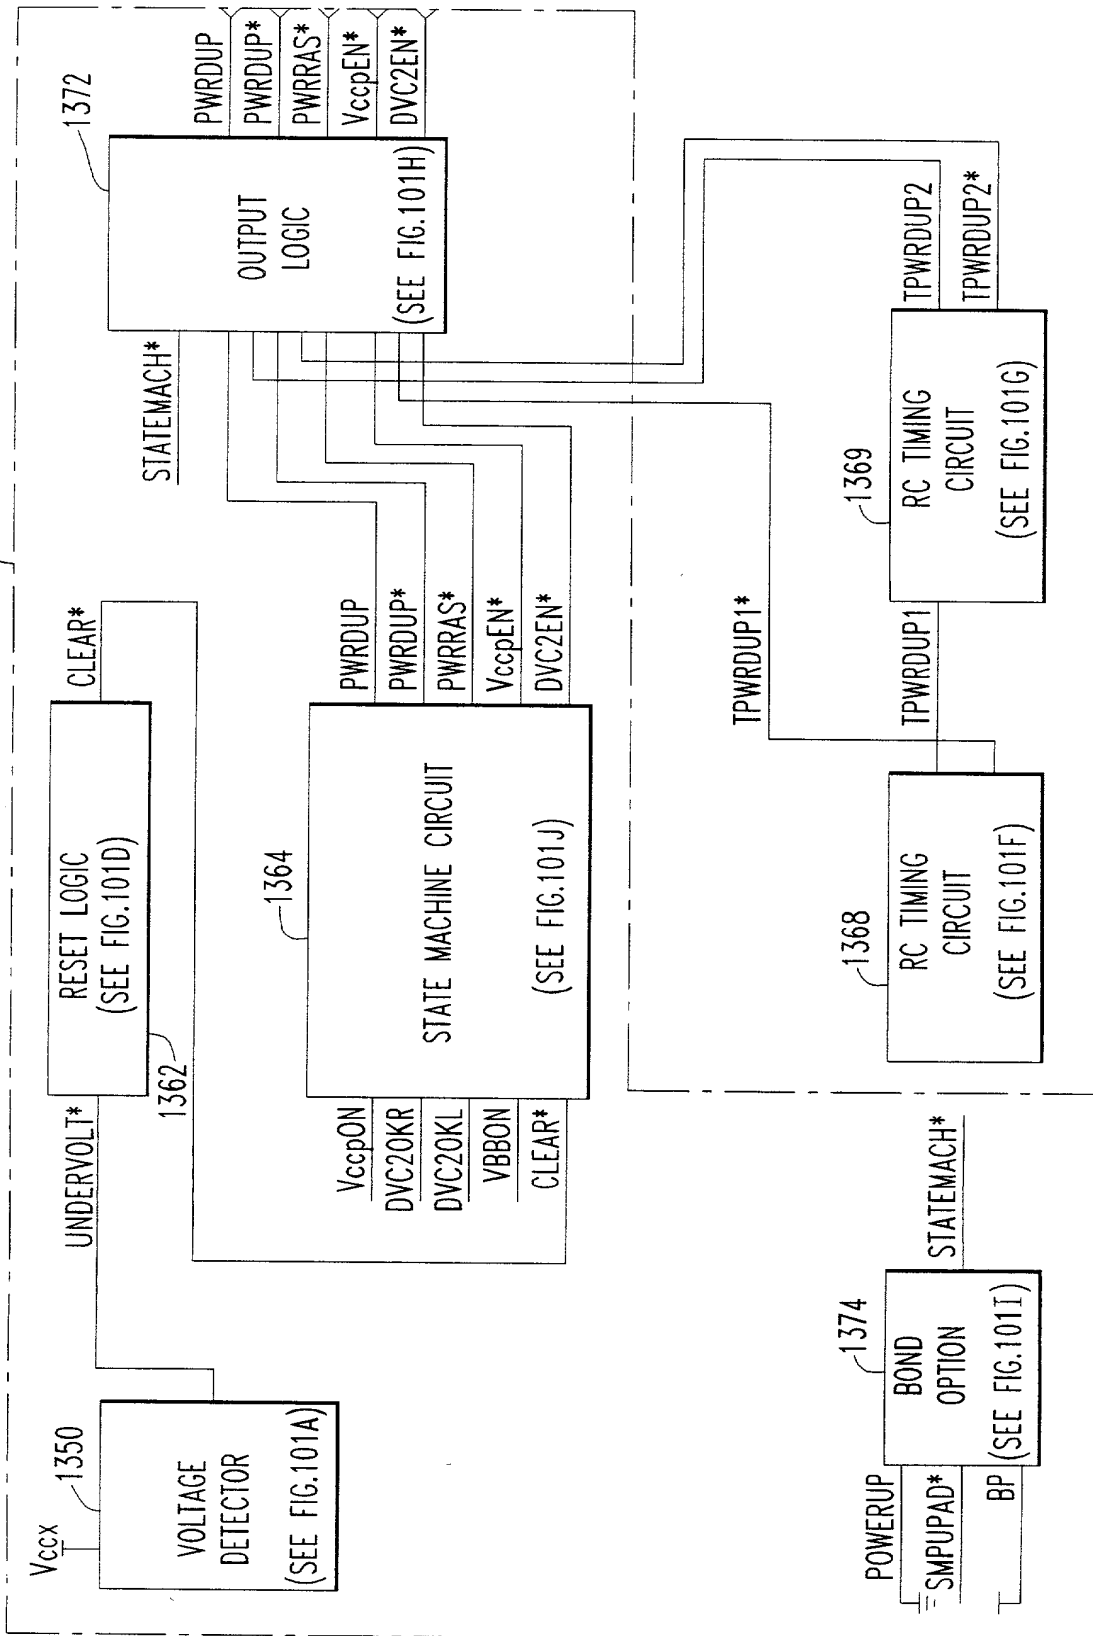 Vccx
1350
VOLTAGE
DETECTOR
(SEE FIG.101A)
UNDERVOLT*
RESET LOGIC
(SEE FIG.101D)
1362
CLEAR*
VccpON
DVC2OKR
DVC2OKL
VBBON
CLEAR*
1364
STATE MACHINE CIRCUIT
(SEE FIG.101J)
PWRDUP
PWRDUP*
PWRRAS*
VccpEN*
DVC2EN*
STATEMACH*
1372
OUTPUT
LOGIC
(SEE FIG.101H)
PWRDUP
PWRDUP*
PWRRAS*
VccpEN*
DVC2EN*
POWERUP
SMPUPAD*
BP
1374
BOND
OPTION
(SEE FIG.101I)
STATEMACH*
1368
RC TIMING
CIRCUIT
(SEE FIG.101F)
TPWRDUP1*
TPWRDUP1
1369
RC TIMING
CIRCUIT
(SEE FIG.101G)
TPWRDUP2
TPWRDUP2*